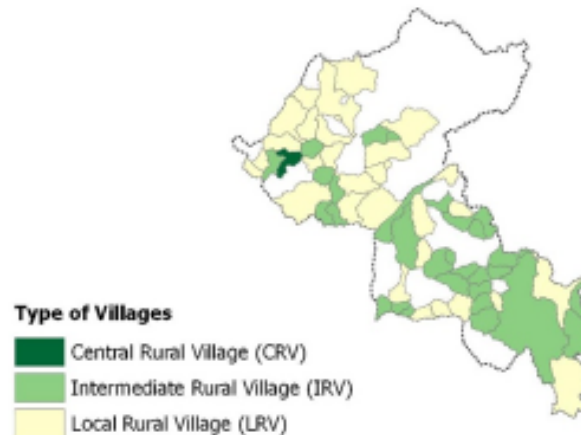 Type of Villages
Central Rural Village (CRV)
Intermediate Rural Village (IRV)
Local Rural Village (LRV)